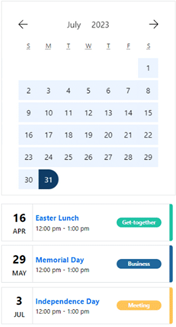 July 2023
S M T W T F S
1
2 3 4 5 6 7 8
9 10 11 12 13 14 15
16 17 18 19 20 21 22
23 24 25 26 27 28 29
30 31
16 Easter Lunch
APR 12:00 pm - 1:00 pm Get-together
29 Memorial Day
MAY 12:00 pm - 1:00 pm Business
3 Independence Day
JUL 12:00 pm - 1:00 pm Meeting